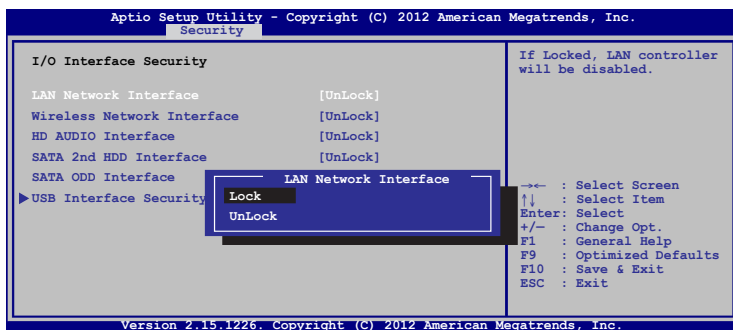 Aptio Setup Utility - Copyright (C) 2012 American Megatrends, Inc.
Security
I/O Interface Security
LAN Network Interface [UnLock]
Wireless Network Interface [UnLock]
HD AUDIO Interface [UnLock]
SATA 2nd HDD Interface [UnLock]
SATA ODD Interface
USB Interface Security
LAN Network Interface
Lock
UnLock
If Locked, LAN controller
will be disabled.
→← : Select Screen
↑↓ : Select Item
Enter: Select
+/— : Change Opt.
F1 : General Help
F9 : Optimized Defaults
F10 : Save & Exit
ESC : Exit
Version 2.15.1226. Copyright (C) 2012 American Megatrends, Inc.